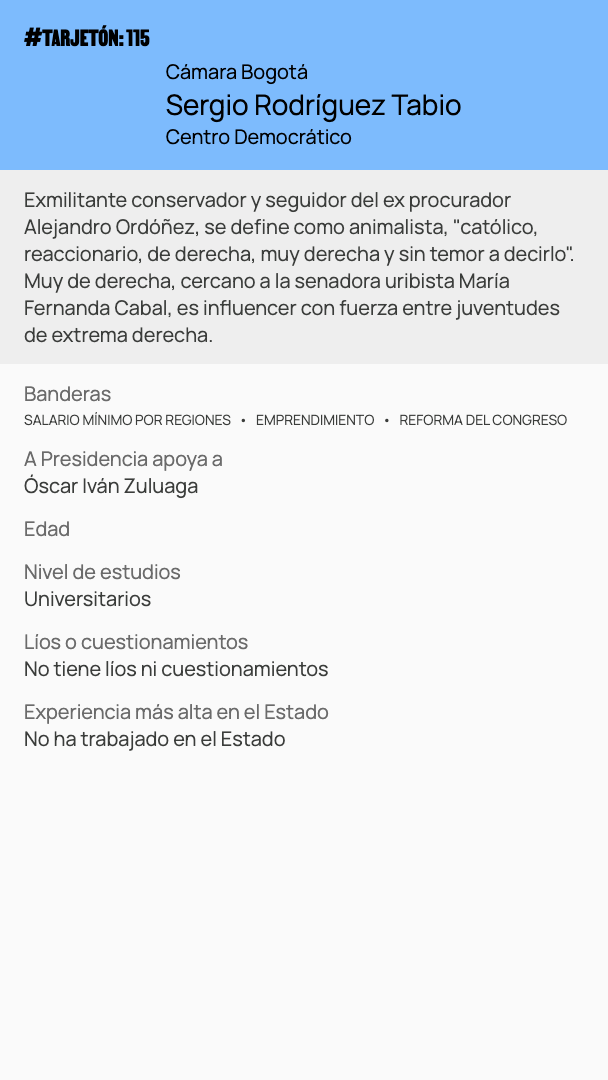 #TARJETÓN: 115
Cámara Bogotá
Sergio Rodríguez Tabio
Centro Democrático
Exmilitante conservador y seguidor del ex procurador
Alejandro Ordóñez, se define como animalista, "católico,
reaccionario, de derecha, muy derecha y sin temor a decirlo".
Muy de derecha, cercano a la senadora uribista María
Fernanda Cabal, es influencer con fuerza entre juventudes
de extrema derecha.
Banderas
SALARIO MÍNIMO POR REGIONES • EMPRENDIMIENTO • REFORMA DEL CONGRESO
A Presidencia apoya a
Óscar Iván Zuluaga
Edad
Nivel de estudios
Universitarios
Líos o cuestionamientos
No tiene líos ni cuestionamientos
Experiencia más alta en el Estado
No ha trabajado en el Estado